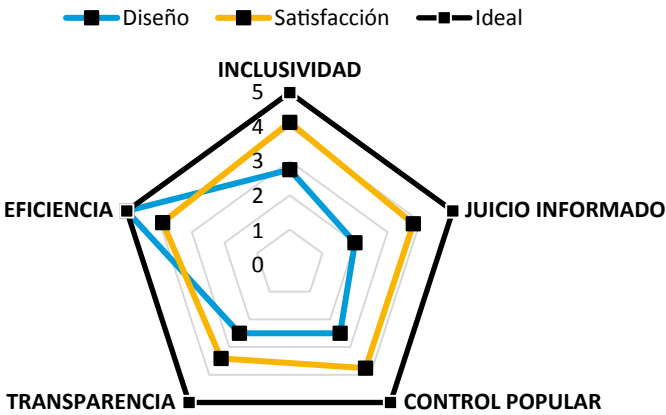 Diseño Satisfacción Ideal
INCLUSIVIDAD
5
4
3
2
1
0
EFICIENCIA
JUICIO INFORMADO
TRANSPARENCIA
CONTROL POPULAR